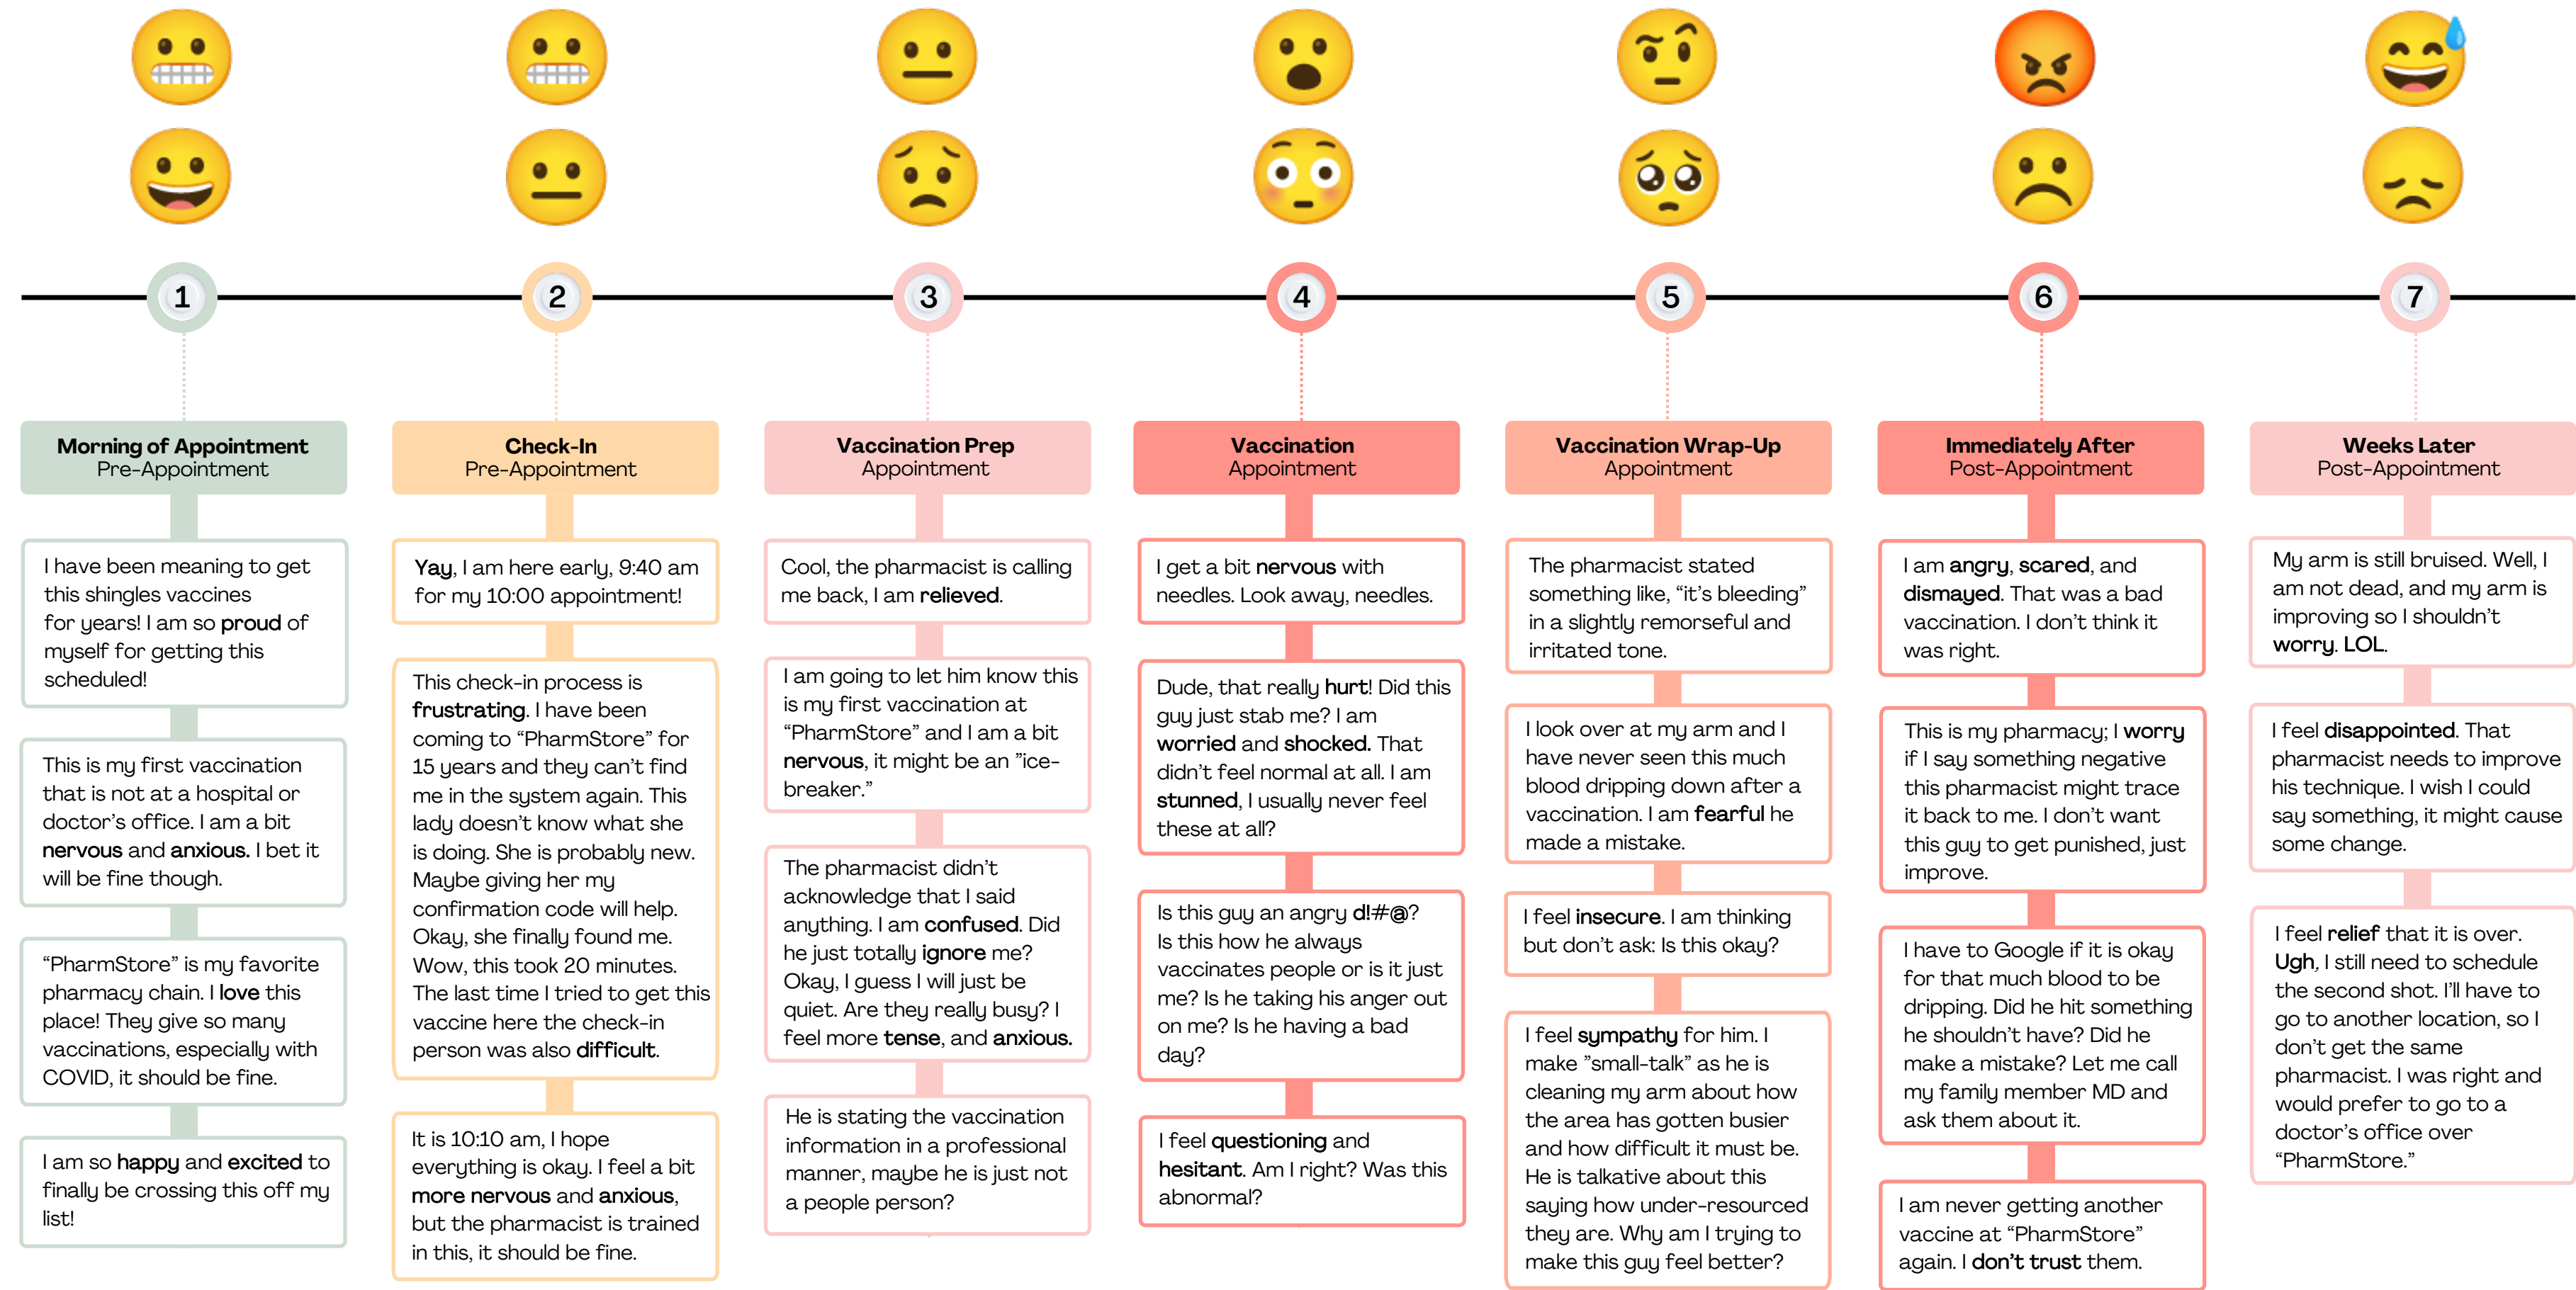 1
2
3
4
5
6
7
Morning of Appointment
Pre-Appointment
I have been meaning to get
this shingles vaccines
for years! I am so proud of
myself for getting this
scheduled!
This is my first vaccination
that is not at a hospital or
doctor's office. I am a bit
nervous and anxious. I bet it
will be fine though.
“PharmStore” is my favorite
pharmacy chain. I love this
place! They give so many
vaccinations, especially with
COVID, it should be fine.
I am so happy and excited to
finally be crossing this off my
list!
Check-In
Pre-Appointment
Yay, I am here early, 9:40 am
for my 10:00 appointment!
This check-in process is
frustrating. I have been
coming to “PharmStore” for
15 years and they can't find
me in the system again. This
lady doesn't know what she
is doing. She is probably new.
Maybe giving her my
confirmation code will help.
Okay, she finally found me.
Wow, this took 20 minutes.
The last time I tried to get this
vaccine here the check-in
person was also difficult.
It is 10:10 am, I hope
everything is okay. I feel a bit
more nervous and anxious,
but the pharmacist is trained
in this, it should be fine.
Vaccination Prep
Appointment
Cool, the pharmacist is calling
me back, I am relieved.
I am going to let him know this
is my first vaccination at
“PharmStore” and I am a bit
nervous, it might be an ”ice-
breaker.”
The pharmacist didn't
acknowledge that I said
anything. I am confused. Did
he just totally ignore me?
Okay, I guess I will just be
quiet. Are they really busy? I
feel more tense, and anxious.
He is stating the vaccination
information in a professional
manner, maybe he is just not
a people person?
Vaccination
Appointment
I get a bit nervous with
needles. Look away, needles.
Dude, that really hurt! Did this
guy just stab me? I am
worried and shocked. That
didn't feel normal at all. I am
stunned, I usually never feel
these at all?
Is this guy an angry d!#@?
Is this how he always
vaccinates people or is it just
me? Is he taking his anger out
on me? Is he having a bad
day?
I feel questioning and
hesitant. Am I right? Was this
abnormal?
Vaccination Wrap-Up
Appointment
The pharmacist stated
something like, “it's bleeding”
in a slightly remorseful and
irritated tone.
I look over at my arm and I
have never seen this much
blood dripping down after a
vaccination. I am fearful he
made a mistake.
I feel insecure. I am thinking
but don't ask: Is this okay?
I feel sympathy for him. I
make ”small-talk” as he is
cleaning my arm about how
the area has gotten busier
and how difficult it must be.
He is talkative about this
saying how under-resourced
they are. Why am I trying to
make this guy feel better?
Immediately After
Post-Appointment
I am angry, scared, and
dismayed. That was a bad
vaccination. I don't think it
was right.
This is my pharmacy; I worry
if I say something negative
this pharmacist might trace
it back to me. I don't want
this guy to get punished, just
improve.
I have to Google if it is okay
for that much blood to be
dripping. Did he hit something
he shouldn't have? Did he
make a mistake? Let me call
my family member MD and
ask them about it.
I am never getting another
vaccine at “PharmStore”
again. I don't trust them.
Weeks Later
Post-Appointment
My arm is still bruised. Well, I
am not dead, and my arm is
improving so I shouldn't
worry. LOL.
I feel disappointed. That
pharmacist needs to improve
his technique. I wish I could
say something, it might cause
some change.
I feel relief that it is over.
Ugh, I still need to schedule
the second shot. I'll have to
go to another location, so I
don't get the same
pharmacist. I was right and
would prefer to go to a
doctor's office over
“PharmStore.”